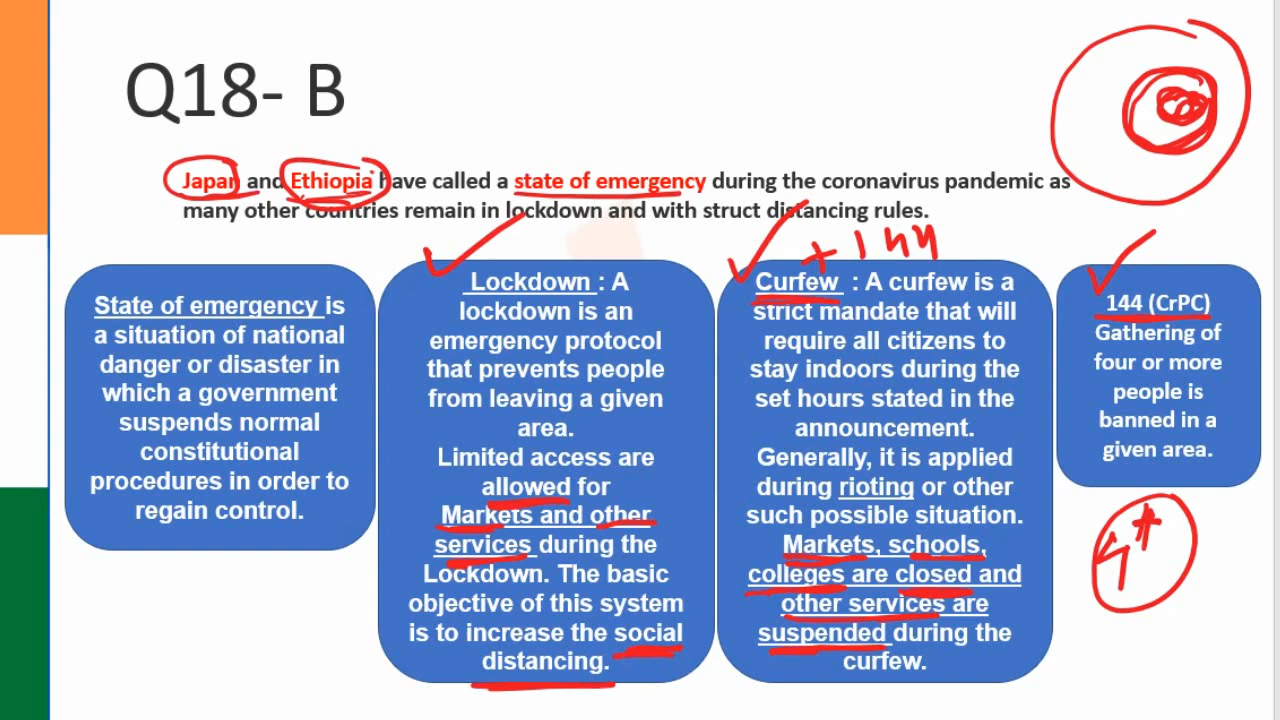 Q18- B
Japan and Ethiopia have called a state of emergency during the coronavirus pandemic as
many other countries remain in lockdown and with struct distancing rules.
State of emergency is
a situation of national
danger or disaster in
which a government
suspends normal
constitutional
procedures in order to
regain control.
Lockdown : A
lockdown is an
emergency protocol
that prevents people
from leaving a given
area.
Limited access are
allowed for
Markets and other
services during the
Lockdown. The basic
objective of this system
is to increase the social
distancing.
+ 144
Curfew : A curfew is a
strict mandate that will
require all citizens to
stay indoors during the
set hours stated in the
announcement.
Generally, it is applied
during rioting or other
such possible situation.
Markets, schools,
colleges are closed and
other services are
suspended during the
curfew.
144 (CrPC)
Gathering of
four or more
people is
banned in a
given area.